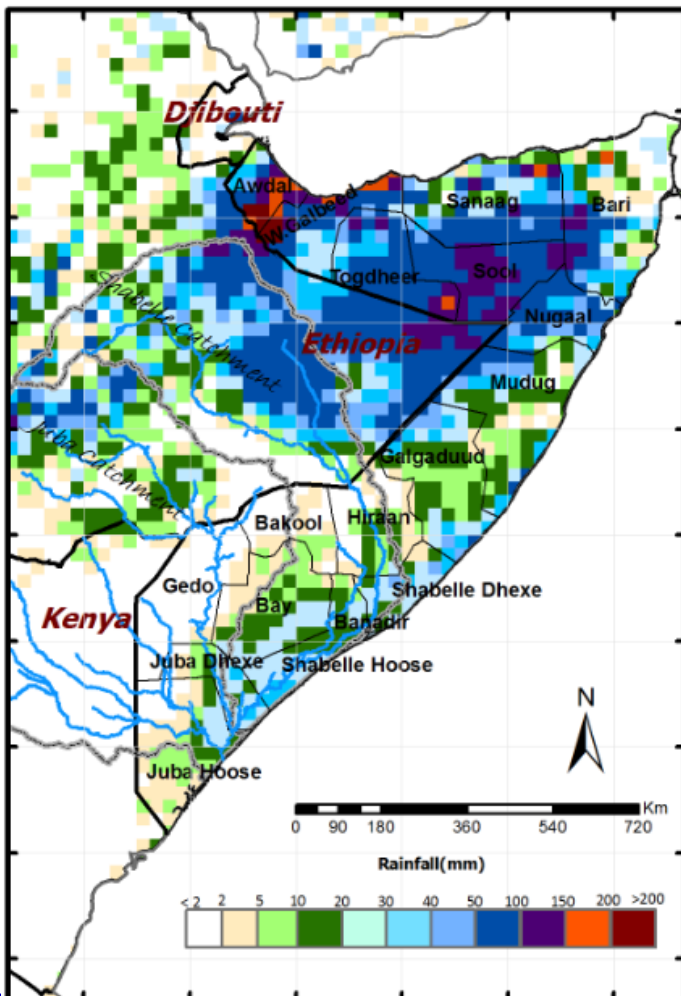 Djibouti
Awdal
W.Galbeed
Sanaag
Bari
Togdheer
Sool
Shabelle Catchment
Ethiopia
Nugaal
Mudug
Juba Catchment
Galgaduud
Bakool
Hiraan
Gedo
Bay
Shabelle Dhexe
Kenya
Banadir
Juba Dhexe
Shabelle Hoose
N
Juba Hoose
Km
0 90 180 360 540 720
Rainfall(mm)
< 2 2 5 10 20 30 40 50 100 150 200 >200